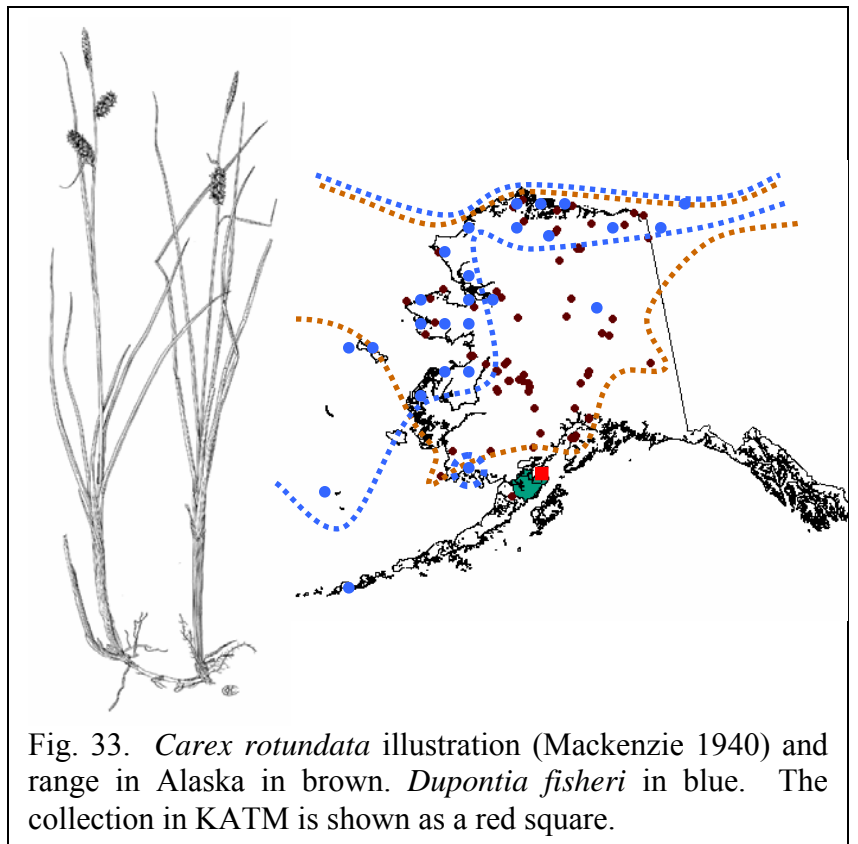 Fig. 33. Carex rotundata illustration (Mackenzie 1940) and
range in Alaska in brown. Dupontia fisheri in blue. The
collection in KATM is shown as a red square.